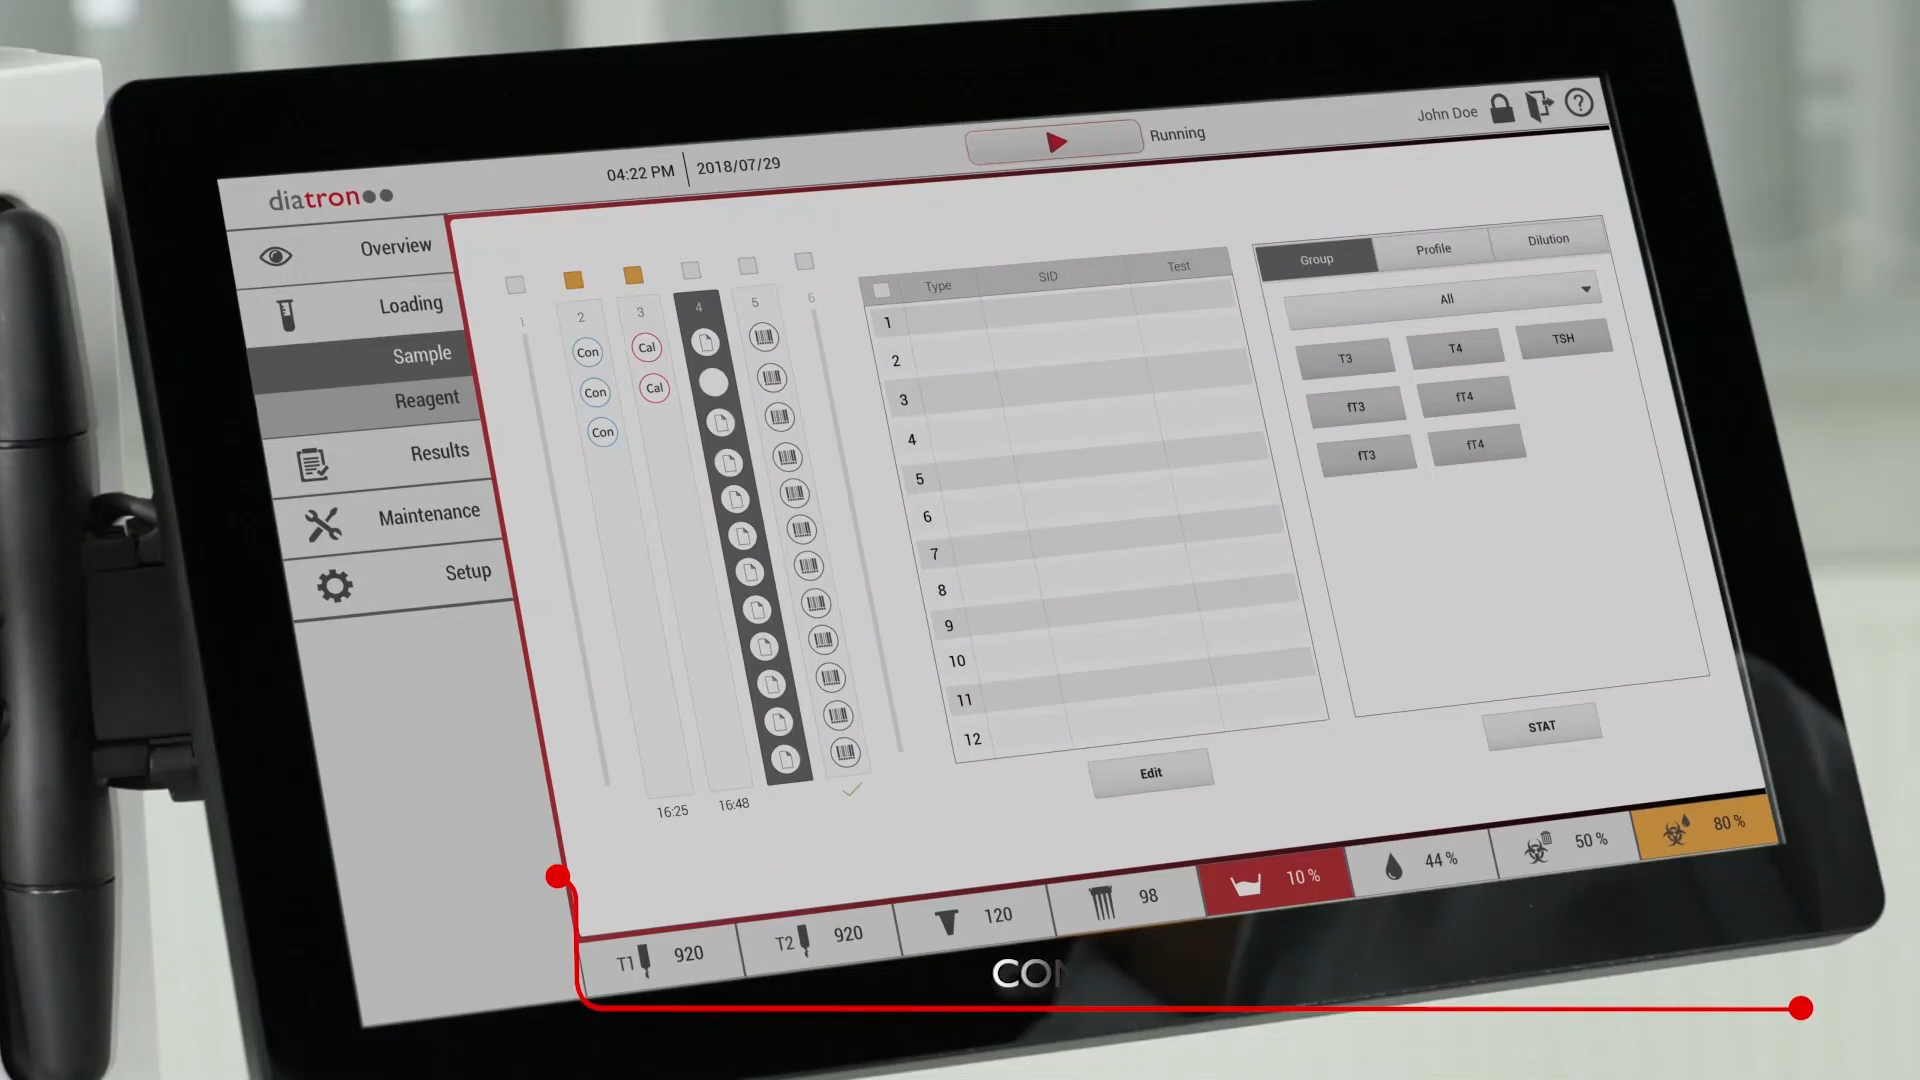 diatron
04:22 PM
2018/07/29
Running
John Doe
?
Overview
Loading
Sample
Reagent
Results
Maintenance
Setup
1
2
3
4
5
6
Con
Con
Con
Cal
Cal
16:25
16:48
Type SID Test
1
2
3
4
5
6
7
8
9
10
11
12
Edit
Group Profile Dilution
All
T3 T4 TSH
fT3 fT4
fT3 fT4
STAT
T1 920
T2 920
120
98
10 %
44 %
50 %
80 %